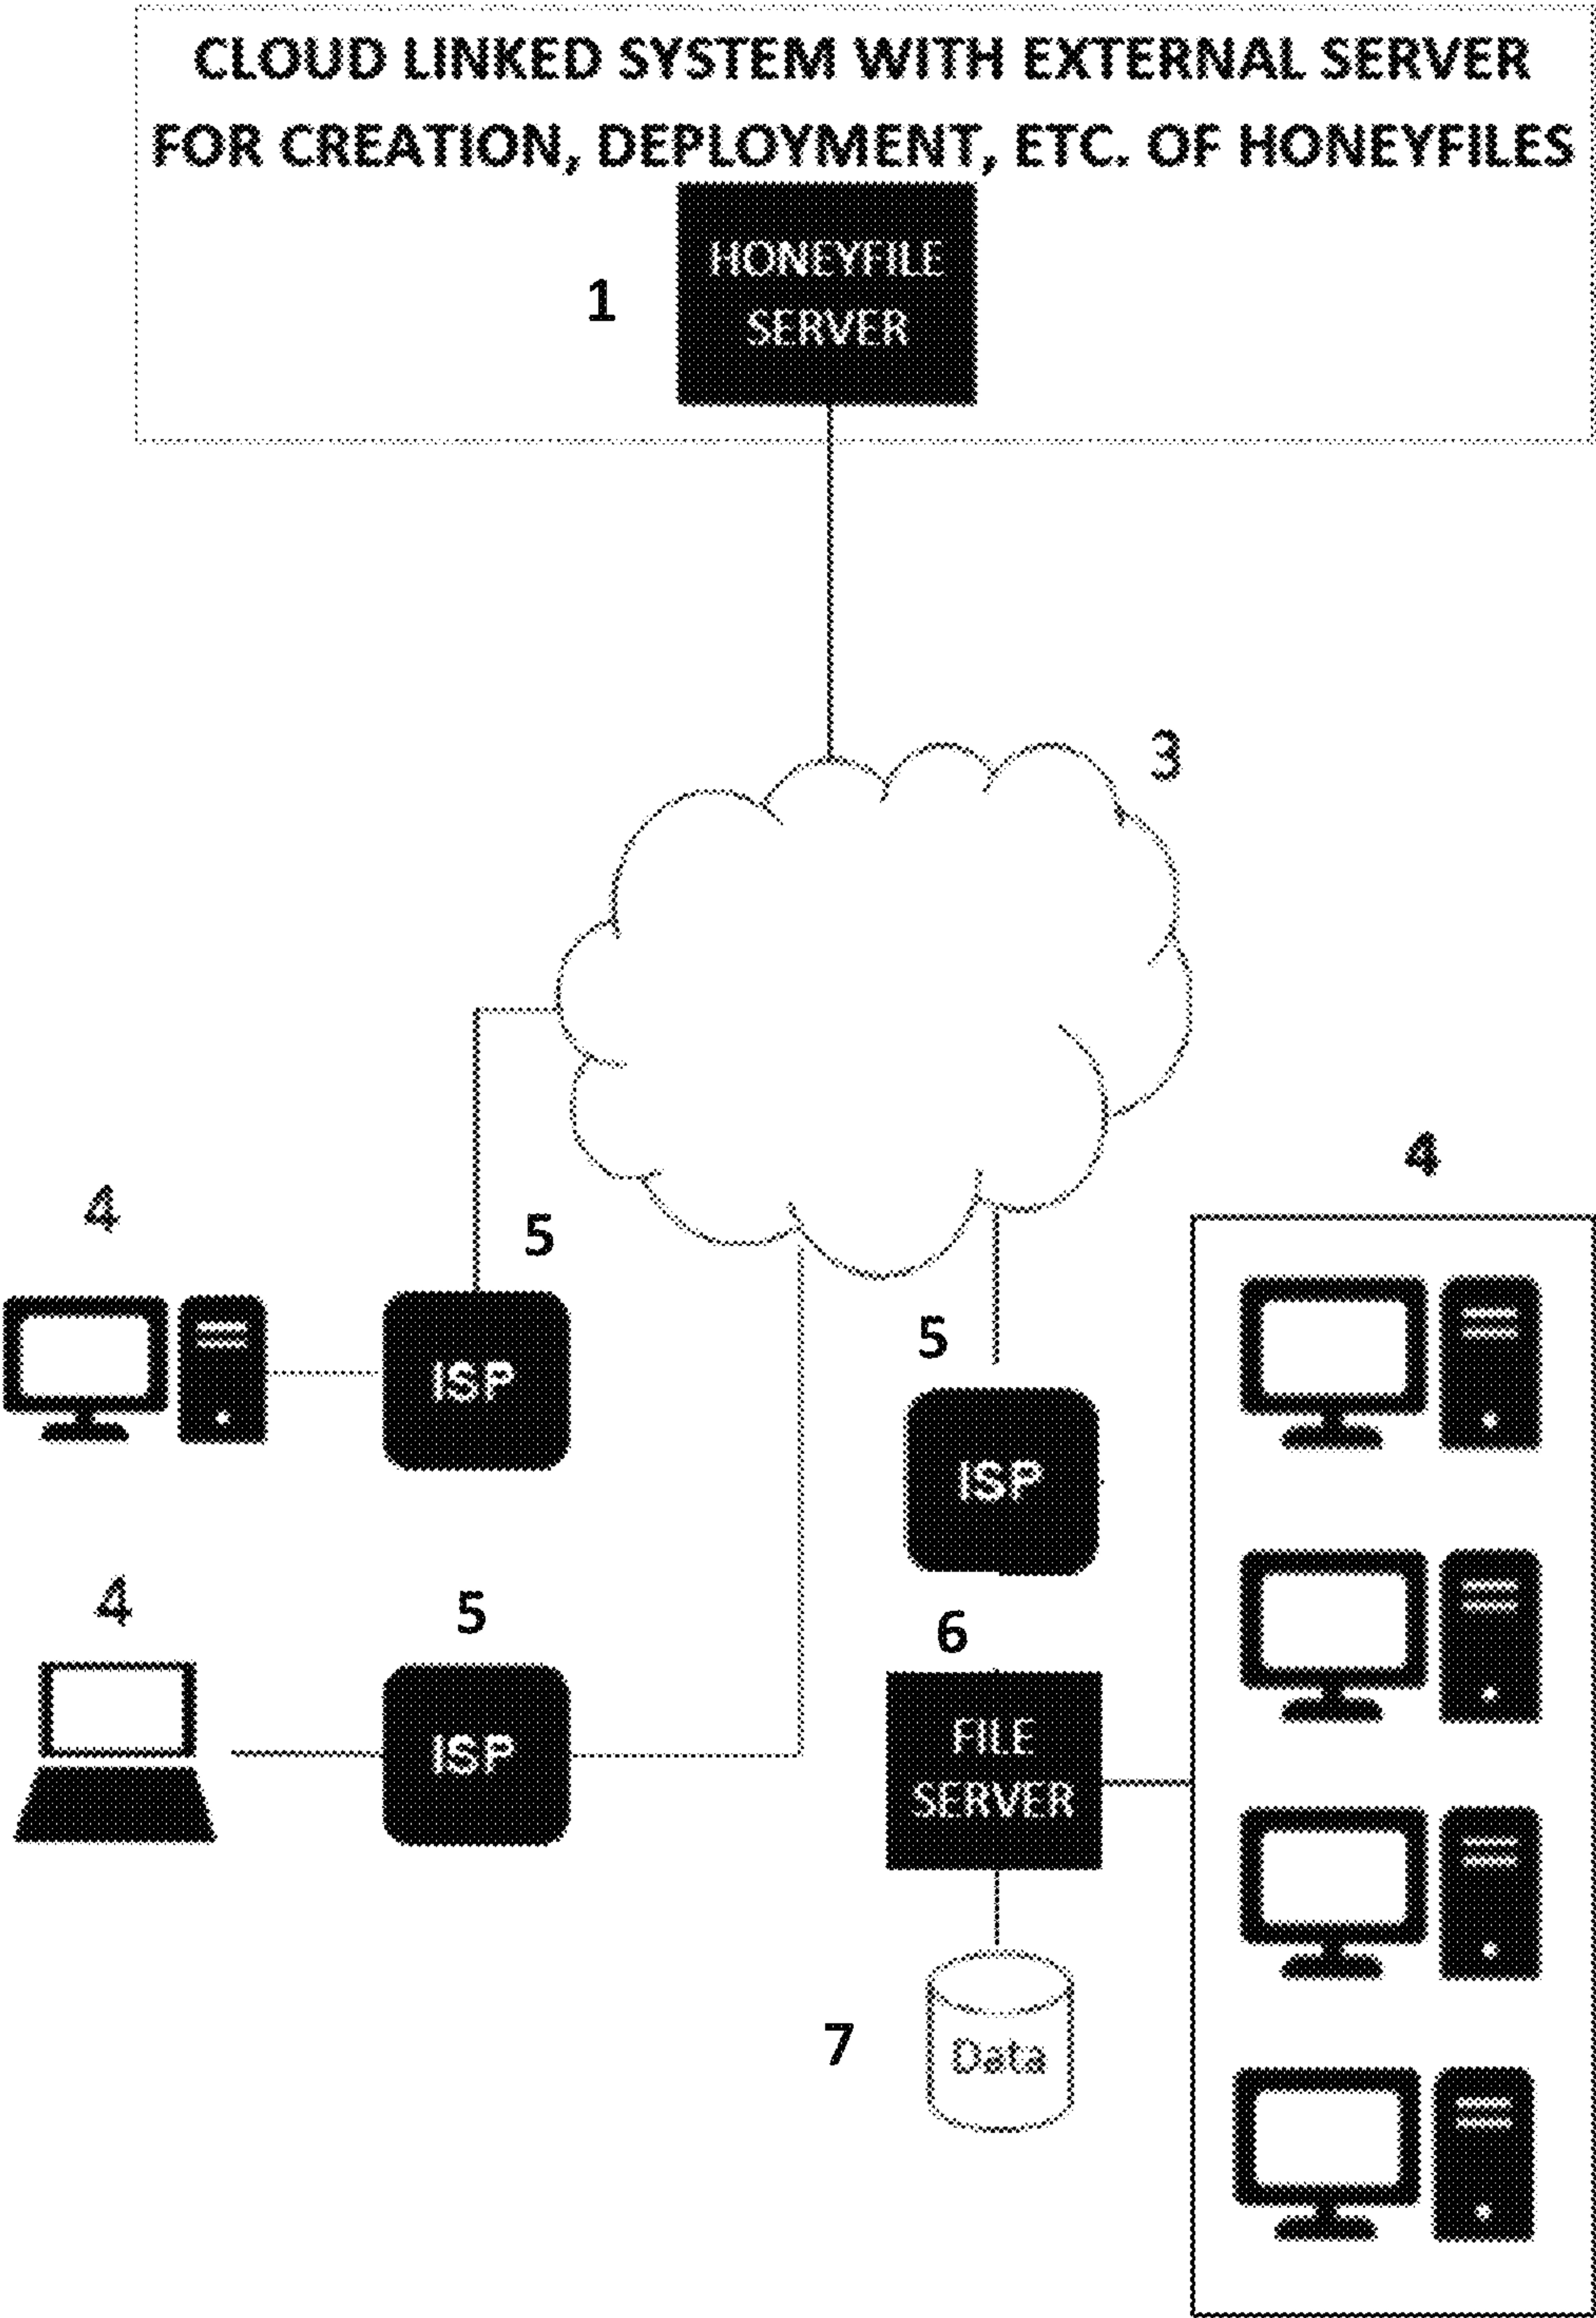 CLOUD LINKED SYSTEM WITH EXTERNAL SERVER
FOR CREATION, DEPLOYMENT, ETC. OF HONEYFILES
HONEYFILE
SERVER
1
3
4
4
5
5
ISP
ISP
4
5
6
ISP
FILE
SERVER
7
Data